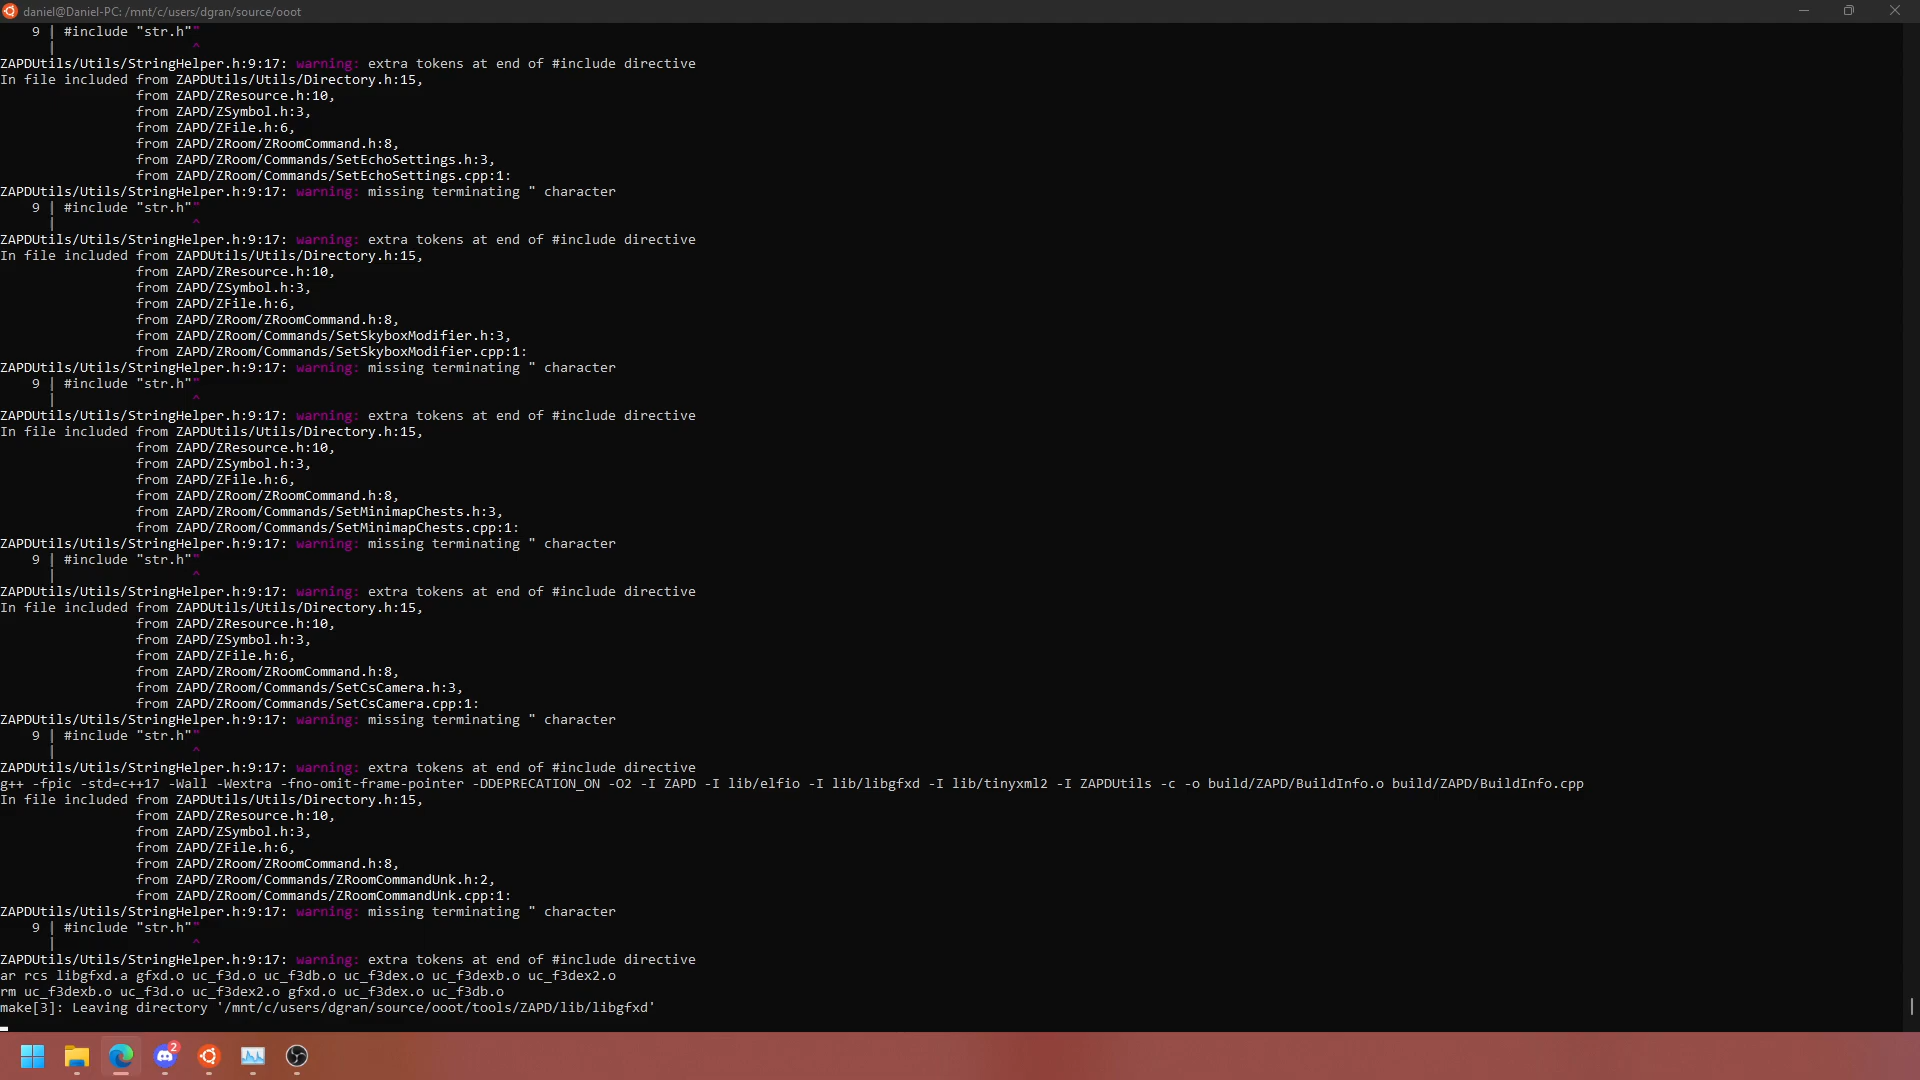 daniel@Daniel-PC: /mnt/c/users/dgran/source/ooot
    9 | #include "str.h""
      |                 ^
ZAPDUtils/Utils/StringHelper.h:9:17: warning: extra tokens at end of #include directive
In file included from ZAPDUtils/Utils/Directory.h:15,
                 from ZAPD/ZResource.h:10,
                 from ZAPD/ZSymbol.h:3,
                 from ZAPD/ZFile.h:6,
                 from ZAPD/ZRoom/ZRoomCommand.h:8,
                 from ZAPD/ZRoom/Commands/SetEchoSettings.h:3,
                 from ZAPD/ZRoom/Commands/SetEchoSettings.cpp:1:
ZAPDUtils/Utils/StringHelper.h:9:17: warning: missing terminating " character
    9 | #include "str.h""
      |                 ^
ZAPDUtils/Utils/StringHelper.h:9:17: warning: extra tokens at end of #include directive
In file included from ZAPDUtils/Utils/Directory.h:15,
                 from ZAPD/ZResource.h:10,
                 from ZAPD/ZSymbol.h:3,
                 from ZAPD/ZFile.h:6,
                 from ZAPD/ZRoom/ZRoomCommand.h:8,
                 from ZAPD/ZRoom/Commands/SetSkyboxModifier.h:3,
                 from ZAPD/ZRoom/Commands/SetSkyboxModifier.cpp:1:
ZAPDUtils/Utils/StringHelper.h:9:17: warning: missing terminating " character
    9 | #include "str.h""
      |                 ^
ZAPDUtils/Utils/StringHelper.h:9:17: warning: extra tokens at end of #include directive
In file included from ZAPDUtils/Utils/Directory.h:15,
                 from ZAPD/ZResource.h:10,
                 from ZAPD/ZSymbol.h:3,
                 from ZAPD/ZFile.h:6,
                 from ZAPD/ZRoom/ZRoomCommand.h:8,
                 from ZAPD/ZRoom/Commands/SetMinimapChests.h:3,
                 from ZAPD/ZRoom/Commands/SetMinimapChests.cpp:1:
ZAPDUtils/Utils/StringHelper.h:9:17: warning: missing terminating " character
    9 | #include "str.h""
      |                 ^
ZAPDUtils/Utils/StringHelper.h:9:17: warning: extra tokens at end of #include directive
In file included from ZAPDUtils/Utils/Directory.h:15,
                 from ZAPD/ZResource.h:10,
                 from ZAPD/ZSymbol.h:3,
                 from ZAPD/ZFile.h:6,
                 from ZAPD/ZRoom/ZRoomCommand.h:8,
                 from ZAPD/ZRoom/Commands/SetCsCamera.h:3,
                 from ZAPD/ZRoom/Commands/SetCsCamera.cpp:1:
ZAPDUtils/Utils/StringHelper.h:9:17: warning: missing terminating " character
    9 | #include "str.h""
      |                 ^
ZAPDUtils/Utils/StringHelper.h:9:17: warning: extra tokens at end of #include directive
g++ -fpic -std=c++17 -Wall -Wextra -fno-omit-frame-pointer -DDEPRECATION_ON -O2 -I ZAPD -I lib/elfio -I lib/libgfxd -I lib/tinyxml2 -I ZAPDUtils -c -o build/ZAPD/BuildInfo.o build/ZAPD/BuildInfo.cpp
In file included from ZAPDUtils/Utils/Directory.h:15,
                 from ZAPD/ZResource.h:10,
                 from ZAPD/ZSymbol.h:3,
                 from ZAPD/ZFile.h:6,
                 from ZAPD/ZRoom/ZRoomCommand.h:8,
                 from ZAPD/ZRoom/Commands/ZRoomCommandUnk.h:2,
                 from ZAPD/ZRoom/Commands/ZRoomCommandUnk.cpp:1:
ZAPDUtils/Utils/StringHelper.h:9:17: warning: missing terminating " character
    9 | #include "str.h""
      |                 ^
ZAPDUtils/Utils/StringHelper.h:9:17: warning: extra tokens at end of #include directive
ar rcs libgfxd.a gfxd.o uc_f3d.o uc_f3db.o uc_f3dex.o uc_f3dexb.o uc_f3dex2.o
rm uc_f3dexb.o uc_f3d.o uc_f3dex2.o gfxd.o uc_f3dex.o uc_f3db.o
make[3]: Leaving directory '/mnt/c/users/dgran/source/ooot/tools/ZAPD/lib/libgfxd'
2